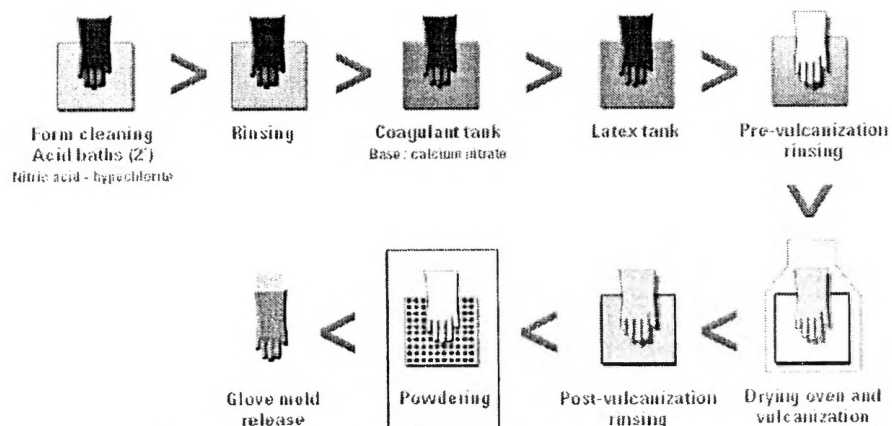 Form cleaning
Acid baths (2')
Nitric acid - hypochlorite
Rinsing
Coagulant tank
Base : calcium nitrate
Latex tank
Pre-vulcanization
rinsing
Glove mold
release
Powdering
Post-vulcanization
rinsing
Drying oven and
vulcanization